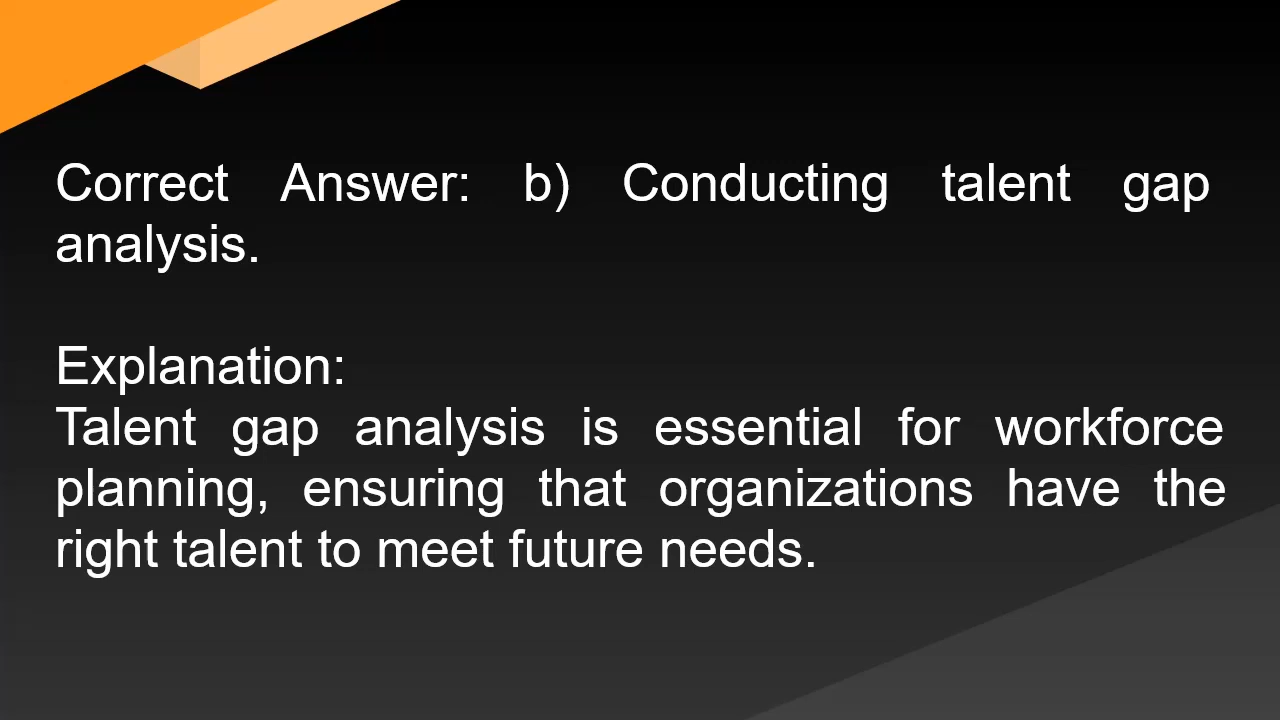 Correct Answer: b) Conducting talent gap
analysis.
Explanation:
Talent gap analysis is essential for workforce
planning, ensuring that organizations have the
right talent to meet future needs.